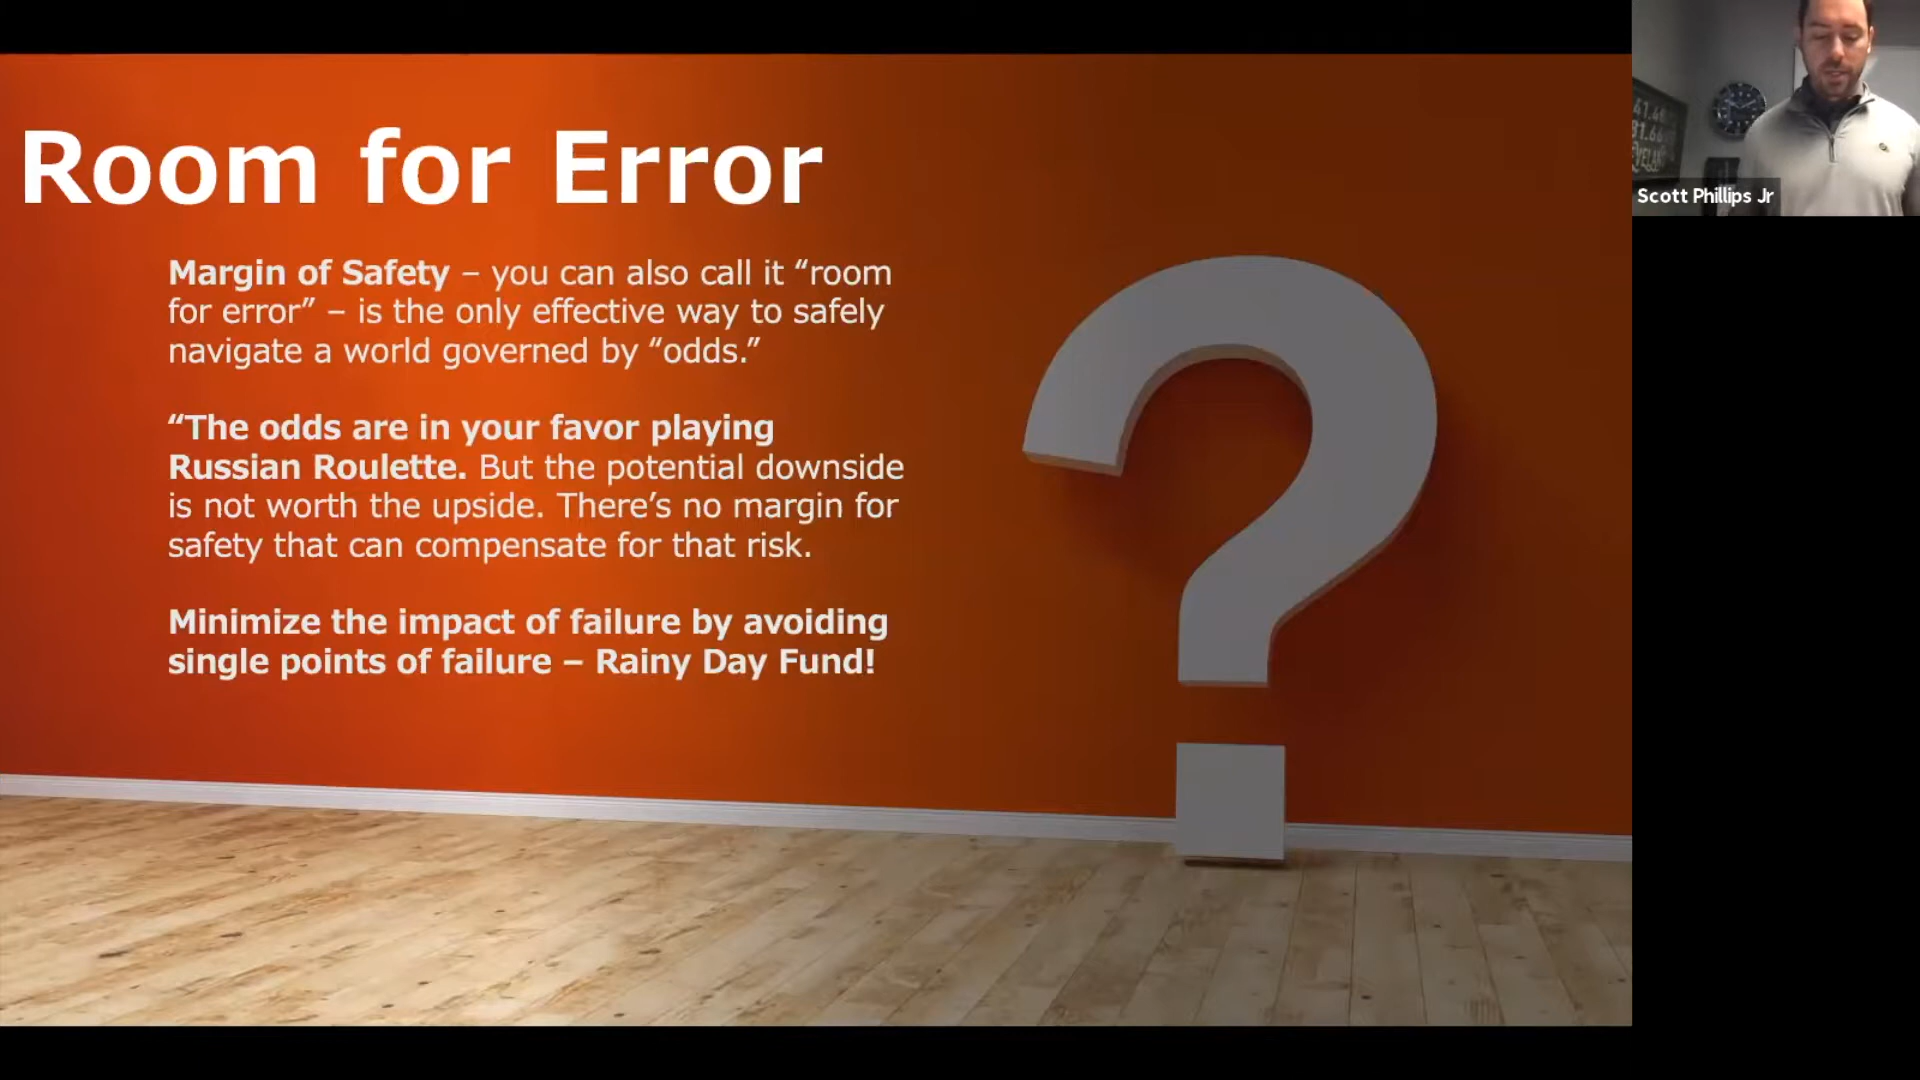 Room for Error
Margin of Safety – you can also call it “room
for error” – is the only effective way to safely
navigate a world governed by “odds.”
“The odds are in your favor playing
Russian Roulette. But the potential downside
is not worth the upside. There’s no margin for
safety that can compensate for that risk.
Minimize the impact of failure by avoiding
single points of failure – Rainy Day Fund!
Scott Phillips Jr